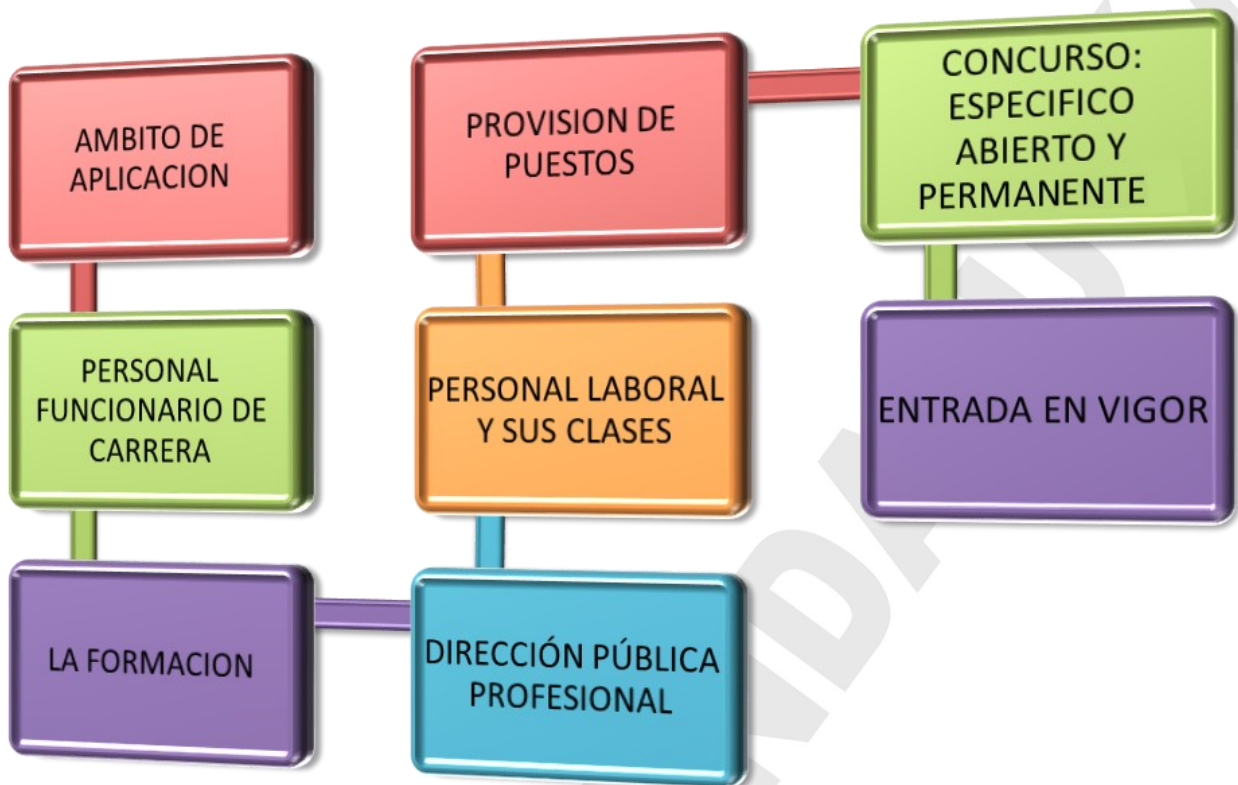 AMBITO DE
APLICACION
PERSONAL
FUNCIONARIO DE
CARRERA
LA FORMACION
DIRECCIÓN PÚBLICA
PROFESIONAL
PERSONAL LABORAL
Y SUS CLASES
PROVISION DE
PUESTOS
CONCURSO:
ESPECIFICO
ABIERTO Y
PERMANENTE
ENTRADA EN VIGOR